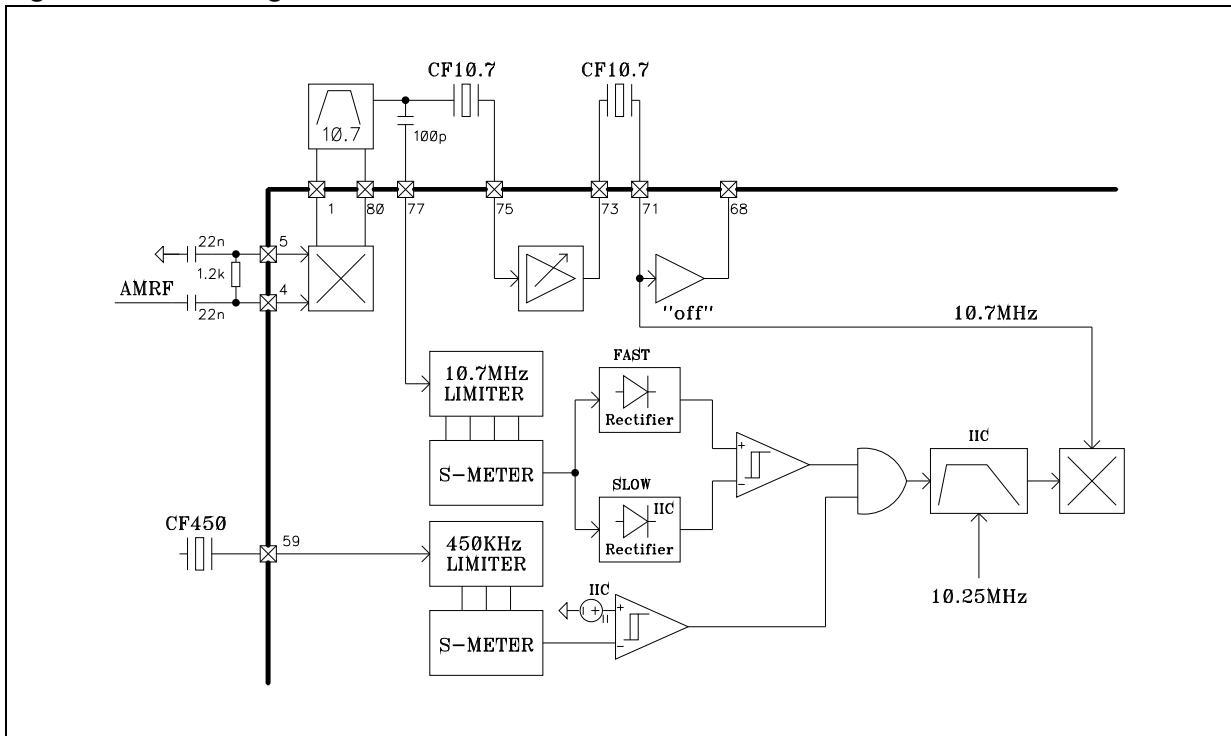 CF10.7
CF10.7
10.7
100p
1
80
77
75
73
71
68
22n
5
1.2k
AMRF
4
22n
"off"
10.7MHz
FAST
10.7MHz
LIMITER
Rectifier
+
-
IIC
S-METER
SLOW
IIC
Rectifier
CF450
59
450KHz
LIMITER
IIC
+
+
-
10.25MHz
S-METER